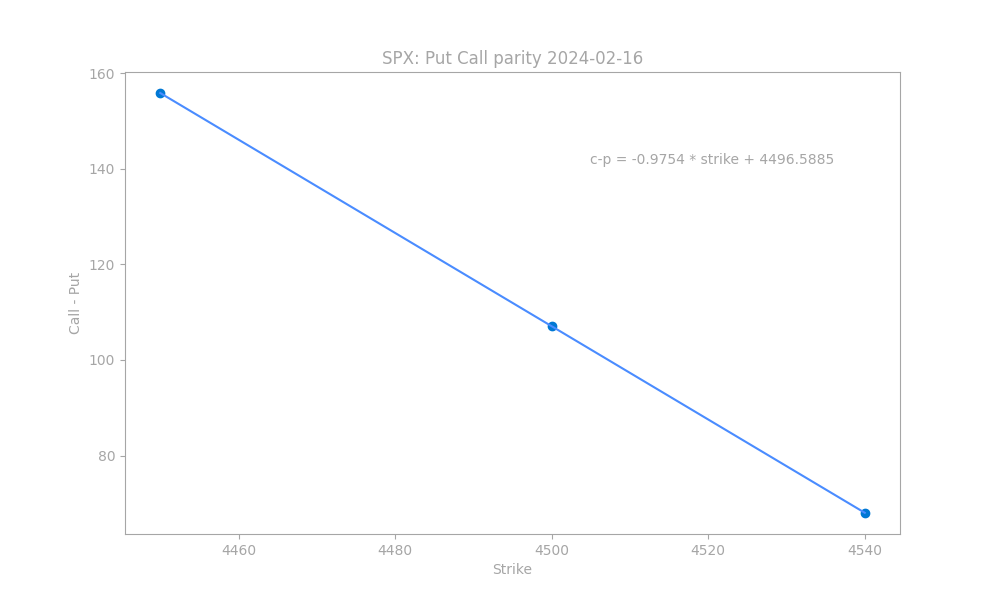 SPX: Put Call parity 2024-02-16
160
140
120
100
80
Call - Put
c-p = -0.9754 * strike + 4496.5885
4460
4480
4500
4520
4540
Strike